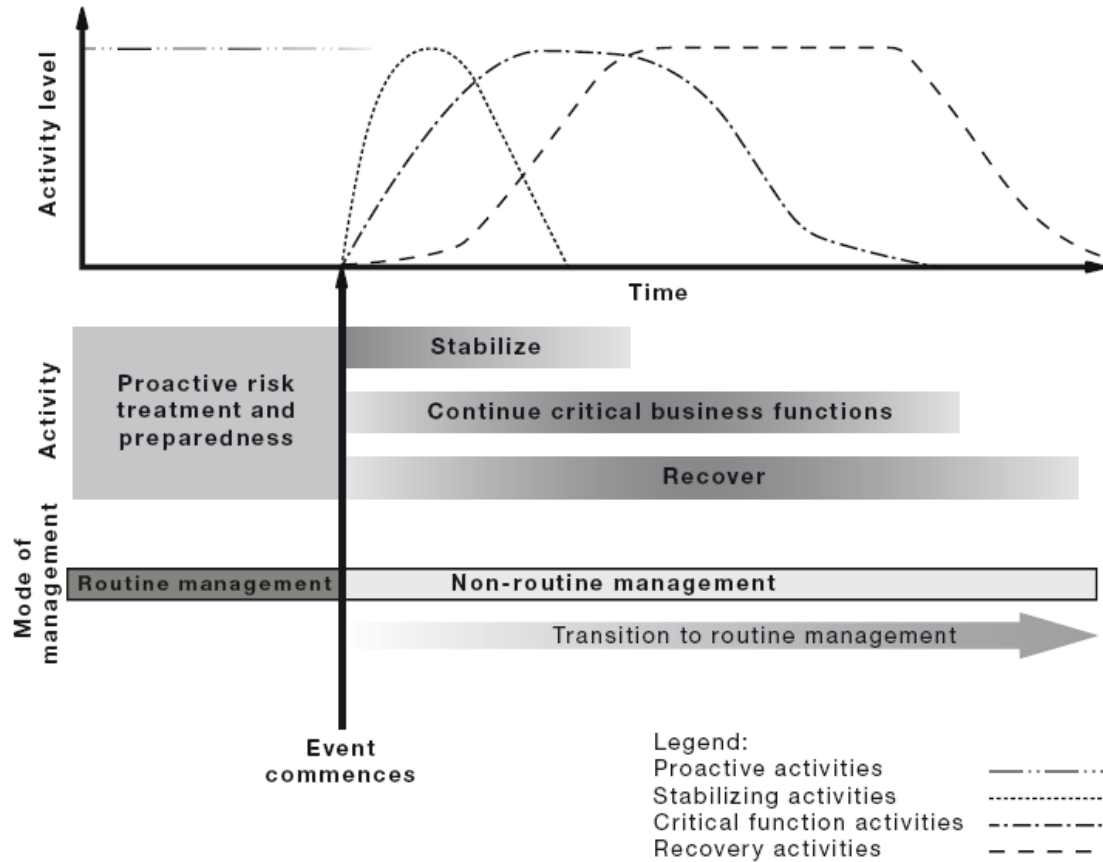 Activity level
Time
Activity
Proactive risk
treatment and
preparedness
Stabilize
Continue critical business functions
Recover
Mode of
management
Routine management
Non-routine management
Transition to routine management
Event
commences
Legend:
Proactive activities
Stabilizing activities
Critical function activities
Recovery activities